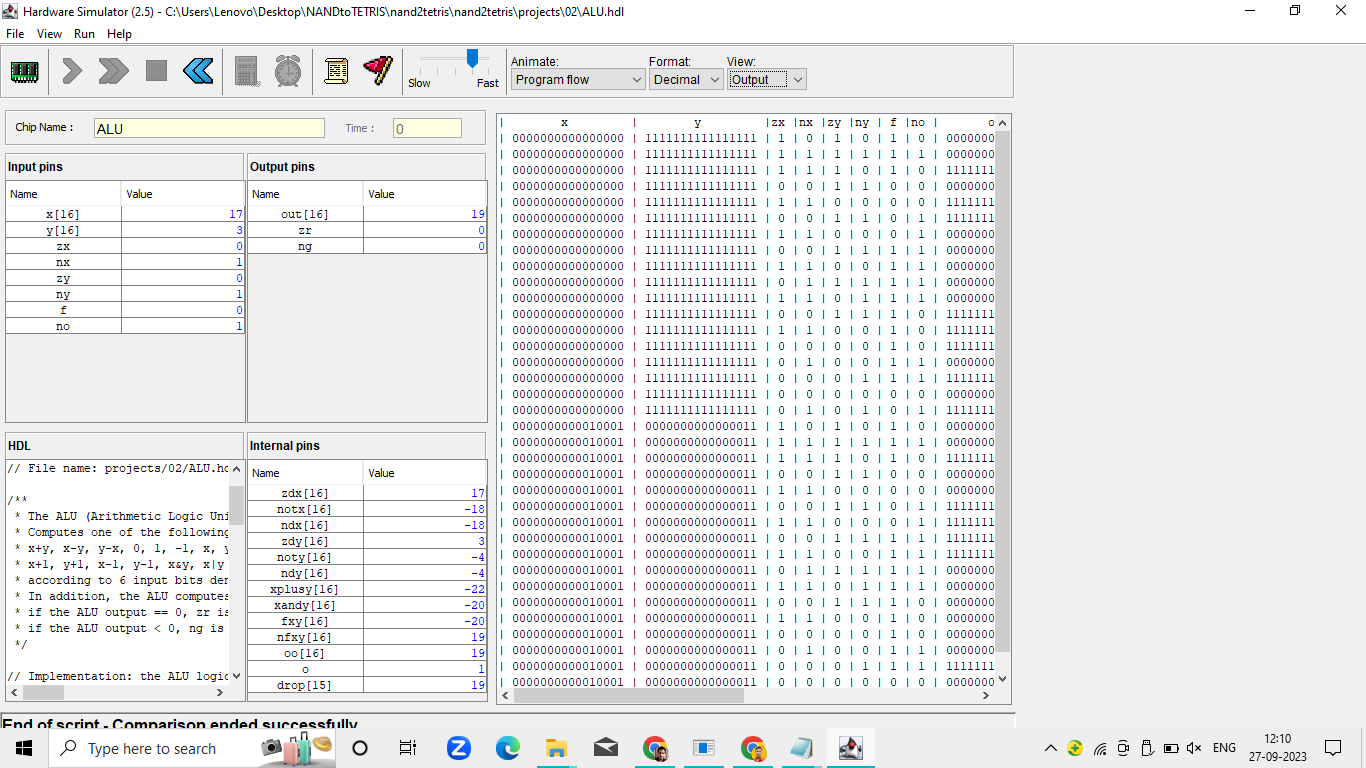 Hardware Simulator (2.5) - C:\Users\Lenovo\Desktop\NANDtoTETRIS\nand2tetris\nand2tetris\projects\02\ALU.hdl
File View Run Help
Slow Fast
Animate: Format: View:
Program flow Decimal Output
Chip Name : ALU Time : 0
Input pins
Name Value
x[16] 17
y[16] 3
zx 0
nx 1
zy 0
ny 1
f 0
no 1
Output pins
Name Value
out[16] 19
zr 0
ng 0
HDL
// File name: projects/02/ALU.hd
/**
* The ALU (Arithmetic Logic Uni
* Computes one of the following
* x+y, x-y, y-x, 0, 1, -1, x, y
* x+1, y+1, x-1, y-1, x&y, x|y
* according to 6 input bits den
* In addition, the ALU computes
* if the ALU output == 0, zr is
* if the ALU output < 0, ng is
*/
// Implementation: the ALU logic
Internal pins
Name Value
zdx[16] 17
notx[16] -18
ndx[16] -18
zdy[16] 3
noty[16] -4
ndy[16] -4
xplusy[16] -22
xandy[16] -20
fxy[16] -20
nfxy[16] 19
oo[16] 19
o 1
drop[15] 19
| x | y |zx |nx |zy |ny | f |no | o
| 0000000000000000 | 1111111111111111 | 1 | 0 | 1 | 0 | 1 | 0 | 0000000
| 0000000000000000 | 1111111111111111 | 1 | 1 | 1 | 1 | 1 | 1 | 0000000
| 0000000000000000 | 1111111111111111 | 1 | 1 | 1 | 0 | 1 | 0 | 1111111
| 0000000000000000 | 1111111111111111 | 0 | 0 | 1 | 1 | 0 | 0 | 0000000
| 0000000000000000 | 1111111111111111 | 1 | 1 | 0 | 0 | 0 | 0 | 1111111
| 0000000000000000 | 1111111111111111 | 0 | 0 | 1 | 1 | 0 | 1 | 1111111
| 0000000000000000 | 1111111111111111 | 1 | 1 | 0 | 0 | 0 | 1 | 0000000
| 0000000000000000 | 1111111111111111 | 0 | 0 | 1 | 1 | 1 | 1 | 0000000
| 0000000000000000 | 1111111111111111 | 1 | 1 | 0 | 0 | 1 | 1 | 0000000
| 0000000000000000 | 1111111111111111 | 0 | 1 | 1 | 1 | 1 | 1 | 0000000
| 0000000000000000 | 1111111111111111 | 1 | 1 | 0 | 1 | 1 | 1 | 0000000
| 0000000000000000 | 1111111111111111 | 0 | 0 | 1 | 1 | 1 | 0 | 1111111
| 0000000000000000 | 1111111111111111 | 1 | 1 | 0 | 0 | 1 | 0 | 1111111
| 0000000000000000 | 1111111111111111 | 0 | 0 | 0 | 0 | 1 | 0 | 1111111
| 0000000000000000 | 1111111111111111 | 0 | 1 | 0 | 0 | 1 | 1 | 0000000
| 0000000000000000 | 1111111111111111 | 0 | 0 | 0 | 1 | 1 | 1 | 1111111
| 0000000000000000 | 1111111111111111 | 0 | 0 | 0 | 0 | 0 | 0 | 0000000
| 0000000000000000 | 1111111111111111 | 0 | 1 | 0 | 1 | 0 | 1 | 1111111
| 0000000000010001 | 0000000000000011 | 1 | 0 | 1 | 0 | 1 | 0 | 0000000
| 0000000000010001 | 0000000000000011 | 1 | 1 | 1 | 1 | 1 | 1 | 0000000
| 0000000000010001 | 0000000000000011 | 1 | 1 | 1 | 0 | 1 | 0 | 1111111
| 0000000000010001 | 0000000000000011 | 0 | 0 | 1 | 1 | 0 | 0 | 0000000
| 0000000000010001 | 0000000000000011 | 1 | 1 | 0 | 0 | 0 | 0 | 0000000
| 0000000000010001 | 0000000000000011 | 0 | 0 | 1 | 1 | 0 | 1 | 1111111
| 0000000000010001 | 0000000000000011 | 1 | 1 | 0 | 0 | 0 | 1 | 1111111
| 0000000000010001 | 0000000000000011 | 0 | 0 | 1 | 1 | 1 | 1 | 1111111
| 0000000000010001 | 0000000000000011 | 1 | 1 | 0 | 0 | 1 | 1 | 1111111
| 0000000000010001 | 0000000000000011 | 0 | 1 | 1 | 1 | 1 | 1 | 0000000
| 0000000000010001 | 0000000000000011 | 1 | 1 | 0 | 1 | 1 | 1 | 0000000
| 0000000000010001 | 0000000000000011 | 0 | 0 | 1 | 1 | 1 | 0 | 0000000
| 0000000000010001 | 0000000000000011 | 1 | 1 | 0 | 0 | 1 | 0 | 0000000
| 0000000000010001 | 0000000000000011 | 0 | 0 | 0 | 0 | 1 | 0 | 0000000
| 0000000000010001 | 0000000000000011 | 0 | 1 | 0 | 0 | 1 | 1 | 0000000
| 0000000000010001 | 0000000000000011 | 0 | 0 | 0 | 1 | 1 | 1 | 1111111
| 0000000000010001 | 0000000000000011 | 0 | 0 | 0 | 0 | 0 | 0 | 0000000
End of script - Comparison ended successfully
Type here to search
ENG
12:10
27-09-2023